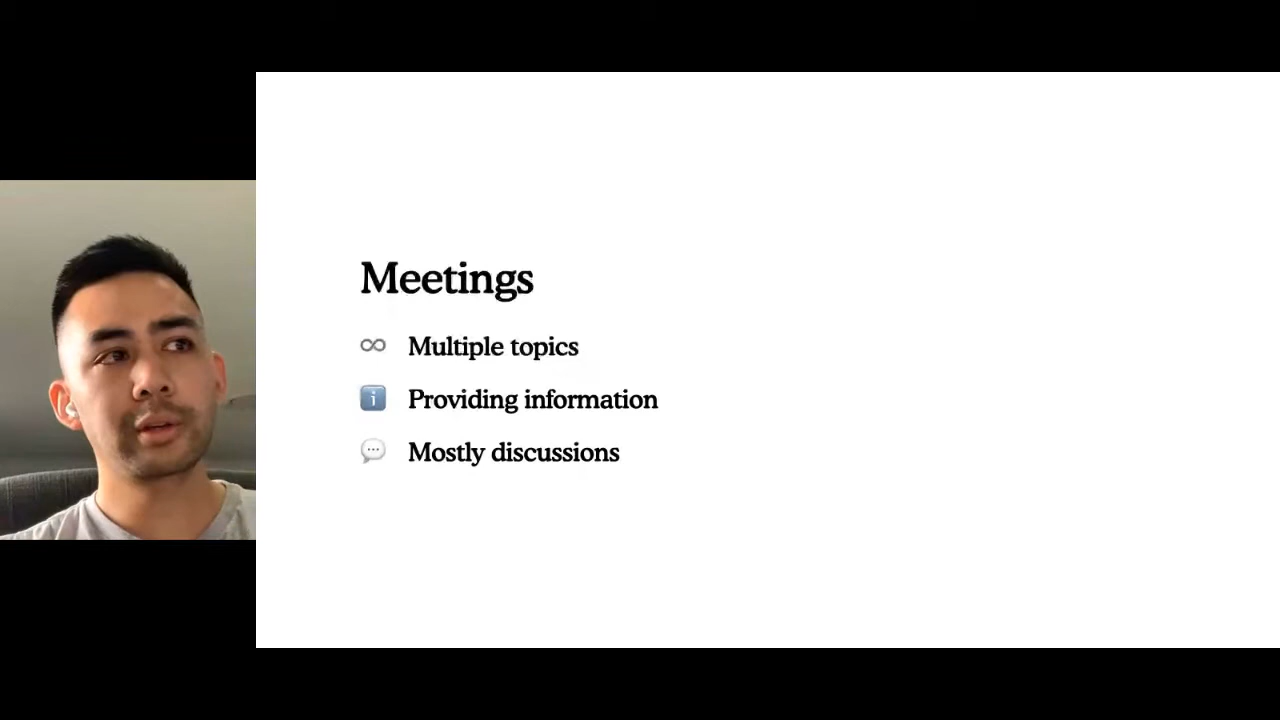 Meetings
Multiple topics
Providing information
Mostly discussions